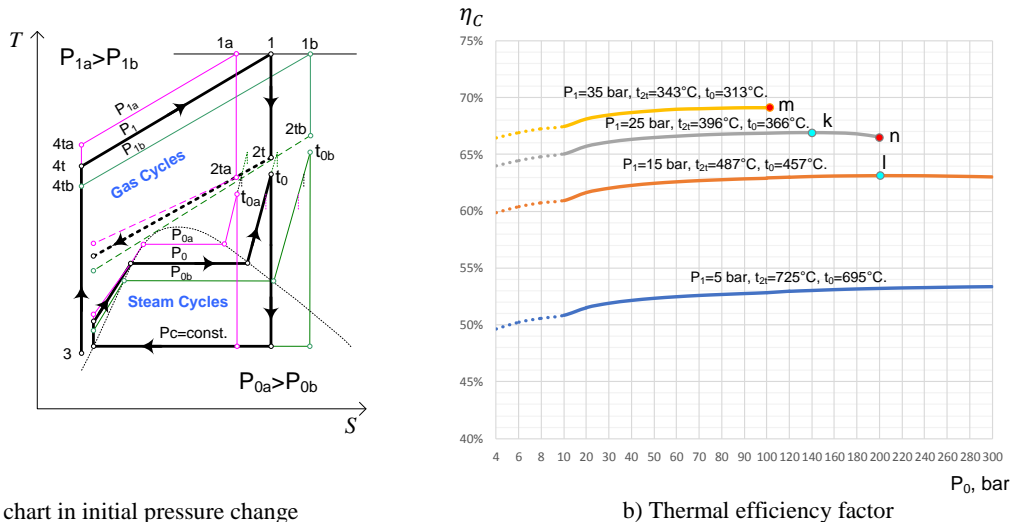 T
P1a>P1b
1a
1
1b
P1a
P1
P1b
4ta
4t
4tb
Gas Cycles
2tb
2t
2ta
t0b
t0
t0a
P0a
P0
P0b
Steam Cycles
Pc=const.
3
P0a>P0b
S
chart in initial pressure change
ηC
75%
70%
65%
60%
55%
50%
45%
40%
P1=35 bar, t2t=343°C, t0=313°C.
m
P1=25 bar, t2t=396°C, t0=366°C.
k
n
P1=15 bar, t2t=487°C, t0=457°C.
l
P1=5 bar, t2t=725°C, t0=695°C.
4 6 8 10 20 30 40 50 60 70 80 90 100 140 160 180 200 220 240 260 280 300
P0, bar
b) Thermal efficiency factor